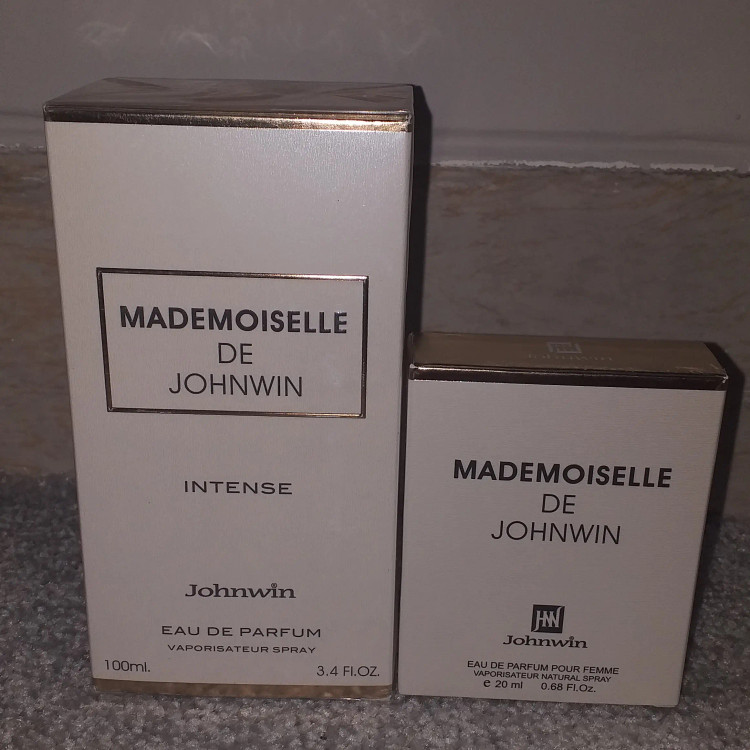 MADEMOISELLE
DE
JOHNWIN
INTENSE
Johnwin
EAU DE PARFUM
VAPORISATEUR SPRAY
100ml. 3.4 Fl.OZ.
Johnwin
MADEMOISELLE
DE
JOHNWIN
JW
Johnwin
EAU DE PARFUM POUR FEMME
VAPORISATEUR NATURAL SPRAY
e 20 ml 0.68 Fl.Oz.